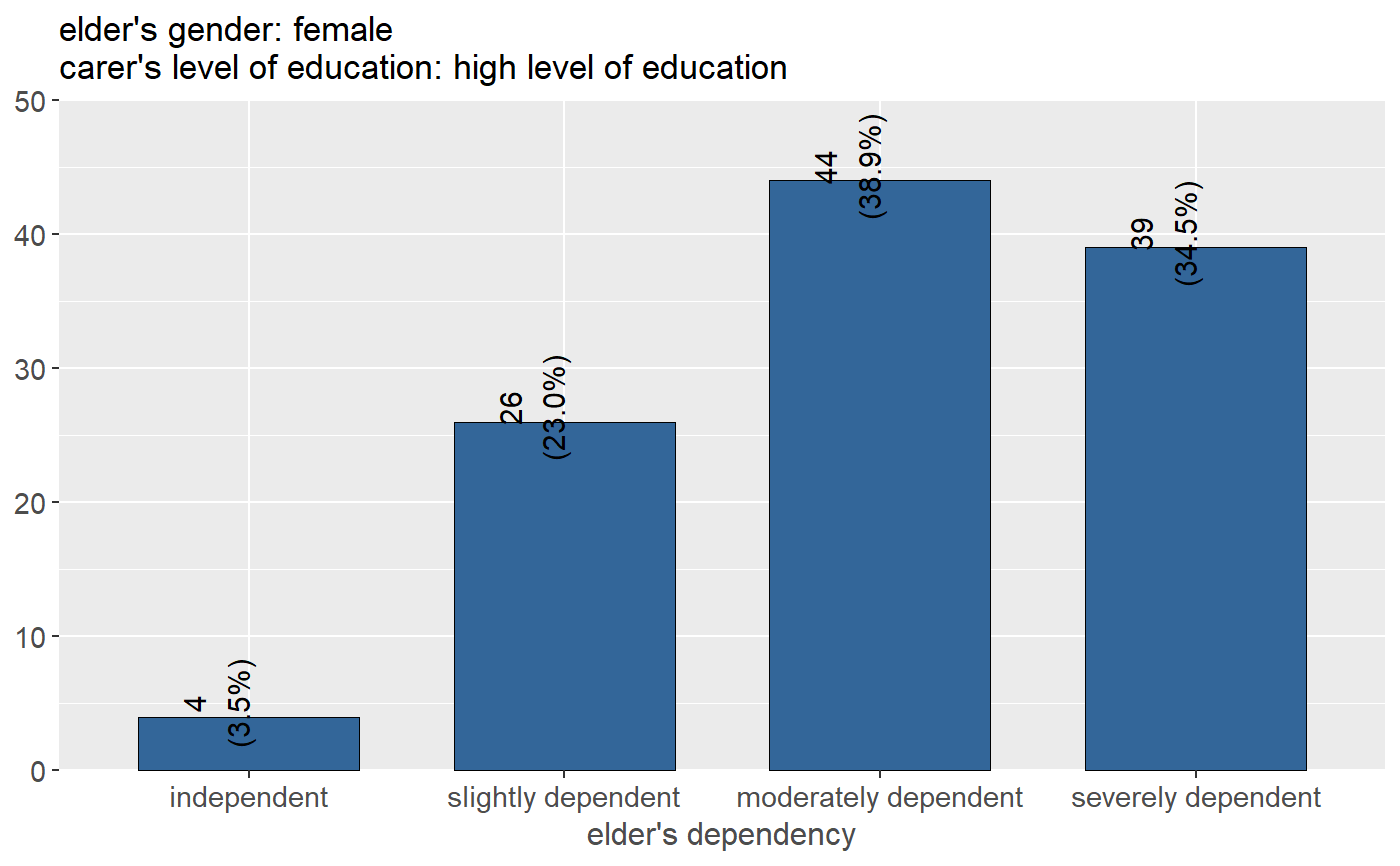 elder's gender: female
carer's level of education: high level of education
50
40
30
20
10
0
4
(3.5%)
26
(23.0%)
44
(38.9%)
39
(34.5%)
independent
slightly dependent
moderately dependent
severely dependent
elder's dependency